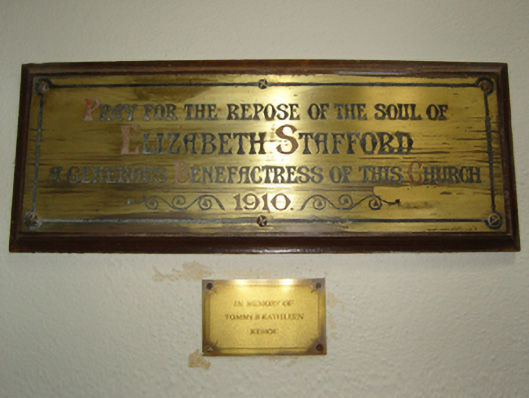 PRAY FOR THE REPOSE OF THE SOUL OF
ELIZABETH STAFFORD
A GENEROUS BENEFACTRESS OF THIS CHURCH
1910.
IN MEMORY OF
TOMMY & KATHLEEN